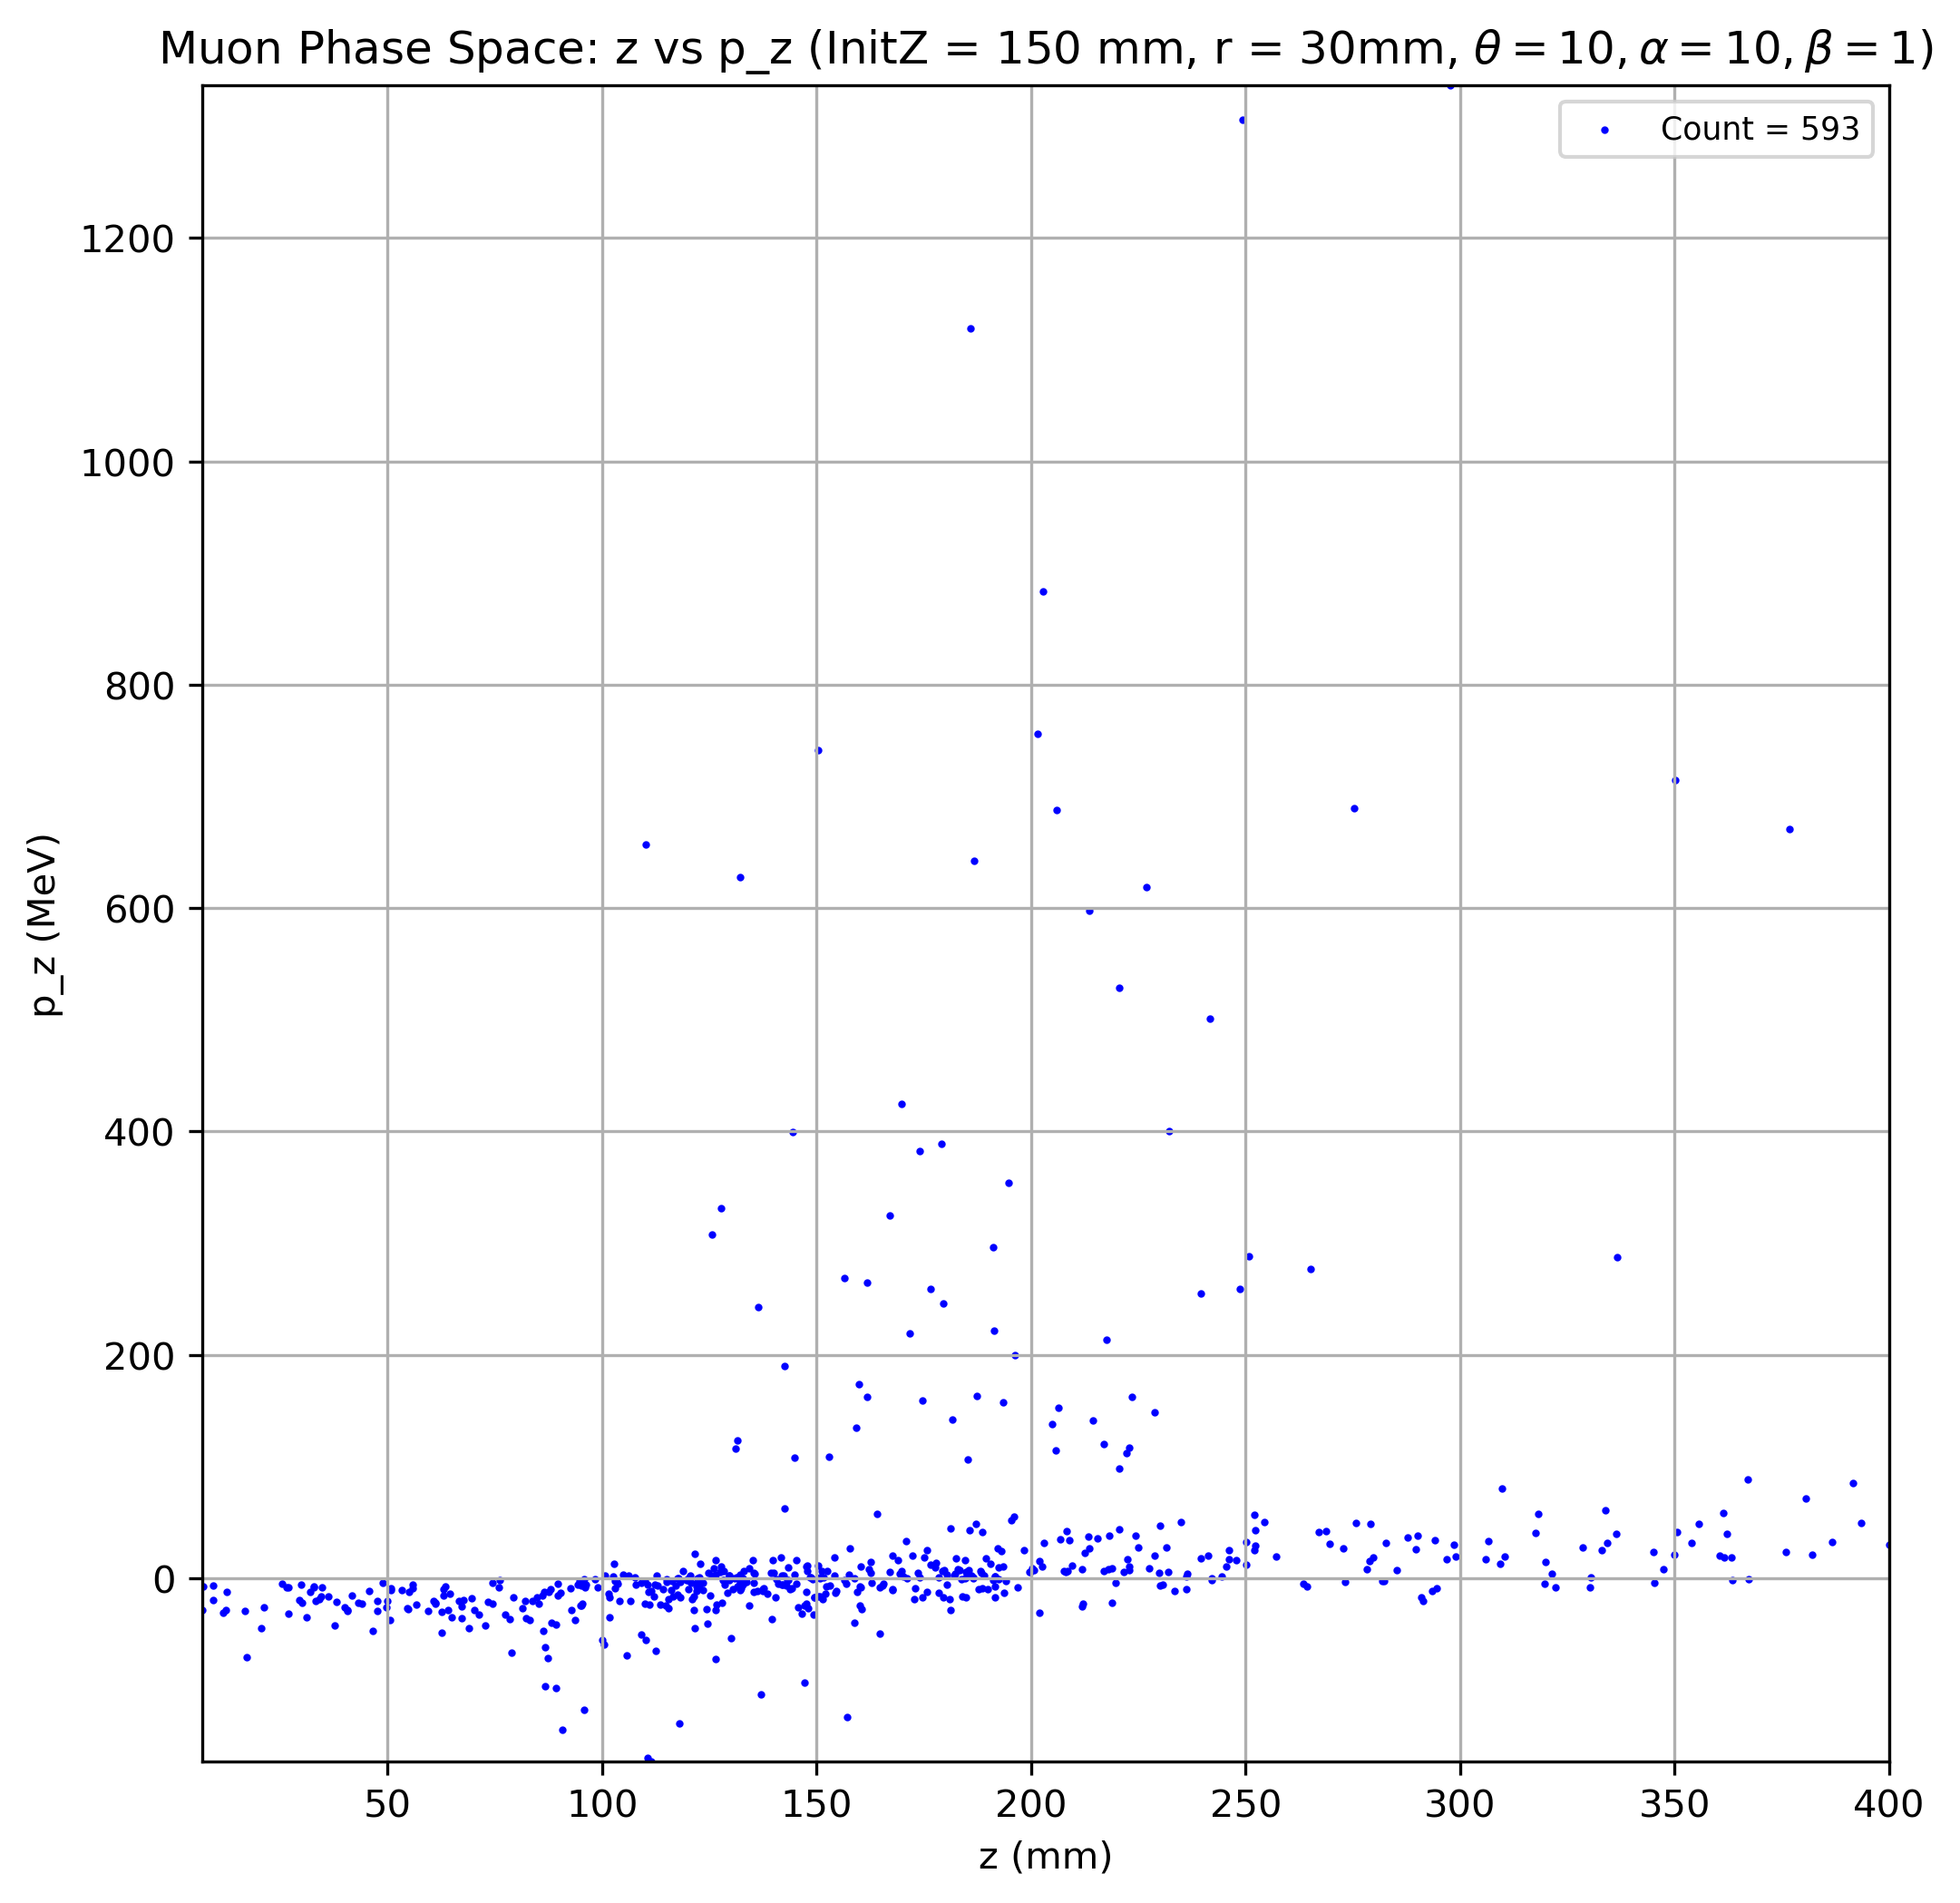 Muon Phase Space: z vs p_z (InitZ = 150 mm, r = 30mm, θ = 10, α = 10, β = 1)
Count = 593
1200
1000
800
600
400
200
0
p_z (MeV)
50 100 150 200 250 300 350 400
z (mm)